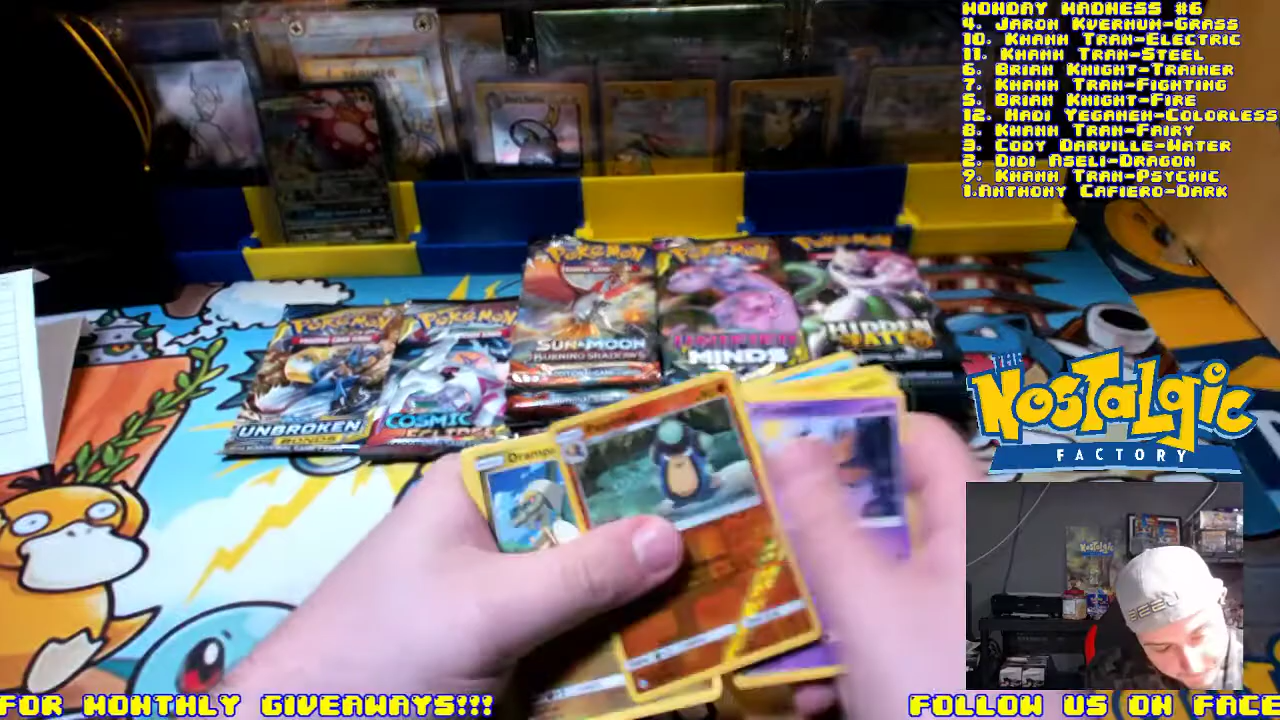 MONDAY MADNESS #6
4. JARON KVERNUM-GRASS
10. KHANH TRAN-ELECTRIC
11. KHANH TRAN-STEEL
6. BRIAN KNIGHT-TRAINER
7. KHANH TRAN-FIGHTING
5. BRIAN KNIGHT-FIRE
12. HADI YEGANEH-COLORLESS
8. KHANH TRAN-FAIRY
3. CODY DARVILLE-WATER
2. DIDI ASELI-DRAGON
9. KHANH TRAN-PSYCHIC
1.ANTHONY CAFIERO-DARK
POKÉMON
POKÉMON
POKÉMON
POKÉMON
POKÉMON
SUN & MOON
BURNING SHADOWS
UNIFIED
MINDS
HIDDEN
FATES
UNBROKEN
BONDS
COSMIC
ECLIPSE
Drampa
THE
NOSTALGIC
FACTORY
FOR MONTHLY GIVEAWAYS!!!
FOLLOW US ON FACE